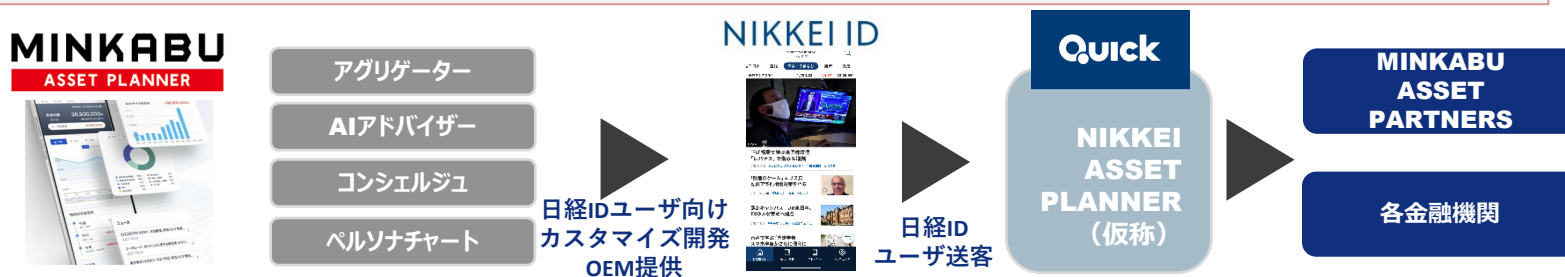 MINKABU
ASSET PLANNER
アグリゲーター
AIアドバイザー
コンシェルジュ
ペルソナチャート
日経IDユーザ向け
カスタマイズ開発
OEM提供
NIKKEI ID
日経ID
ユーザ送客
QUICK
NIKKEI
ASSET
PLANNER
（仮称）
MINKABU
ASSET
PARTNERS
各金融機関